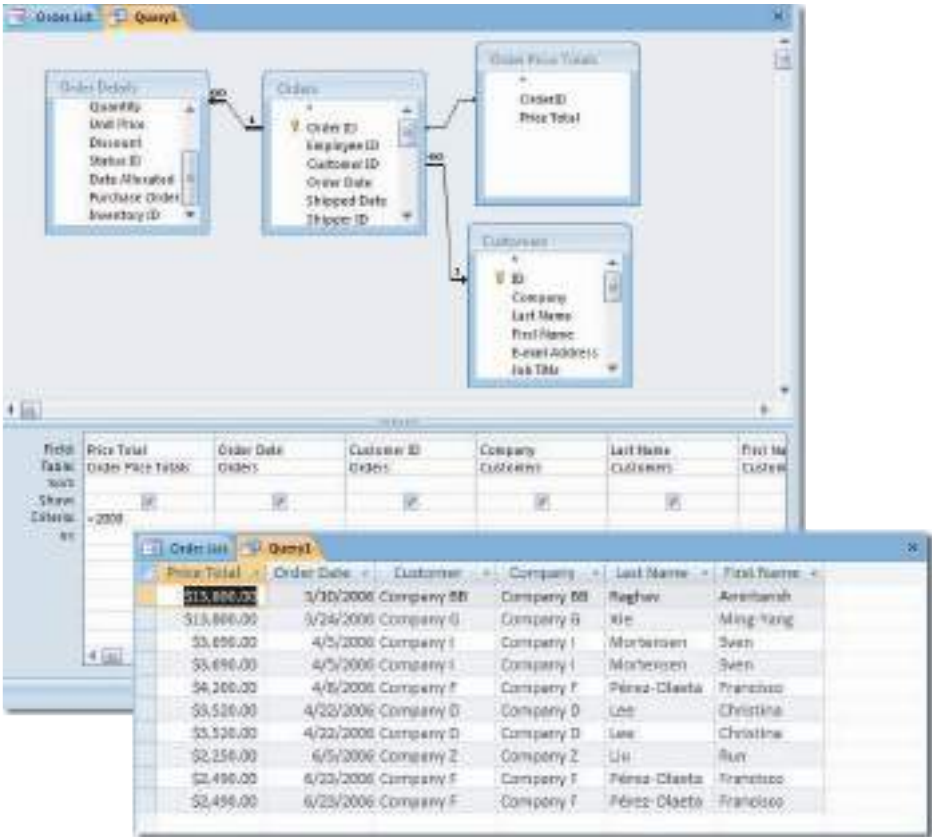 Order List Query1
Order Details
Quantity
Unit Price
Discount
Status ID
Date Allocated
Purchase Order
Inventory ID
∞
1
Orders
*
Order ID
Employee ID
Customer ID
Order Date
Shipped Date
Shipper ID
∞
1
Order Price Totals
*
OrderID
Price Total
Customers
*
ID
Company
Last Name
First Name
E-mail Address
Job Title
Field: Price Total Order Date Customer ID Company Last Name First Na
Table: Order Price Totals Orders Orders Customers Customers Custom
Sort:
Show:
Criteria: 2000
or:
Order List Query1
Price Total Order Date Customer Company Last Name First Name
3/10/2006 Company BB Company BB Raghav Amritansh
$13,800.00 3/24/2006 Company G Company G Xie Ming-Yang
$3,690.00 4/5/2006 Company I Company I Mortensen Sven
$3,690.00 4/5/2006 Company I Company I Mortensen Sven
$4,200.00 4/8/2006 Company F Company F Pérez-Olaeta Francisco
$3,520.00 4/22/2006 Company D Company D Lee Christina
$3,520.00 4/22/2006 Company D Company D Lee Christina
$2,250.00 6/5/2006 Company Z Company Z Liu Run
$2,490.00 6/23/2006 Company F Company F Pérez-Olaeta Francisco
$2,490.00 6/23/2006 Company F Company F Pérez-Olaeta Francisco